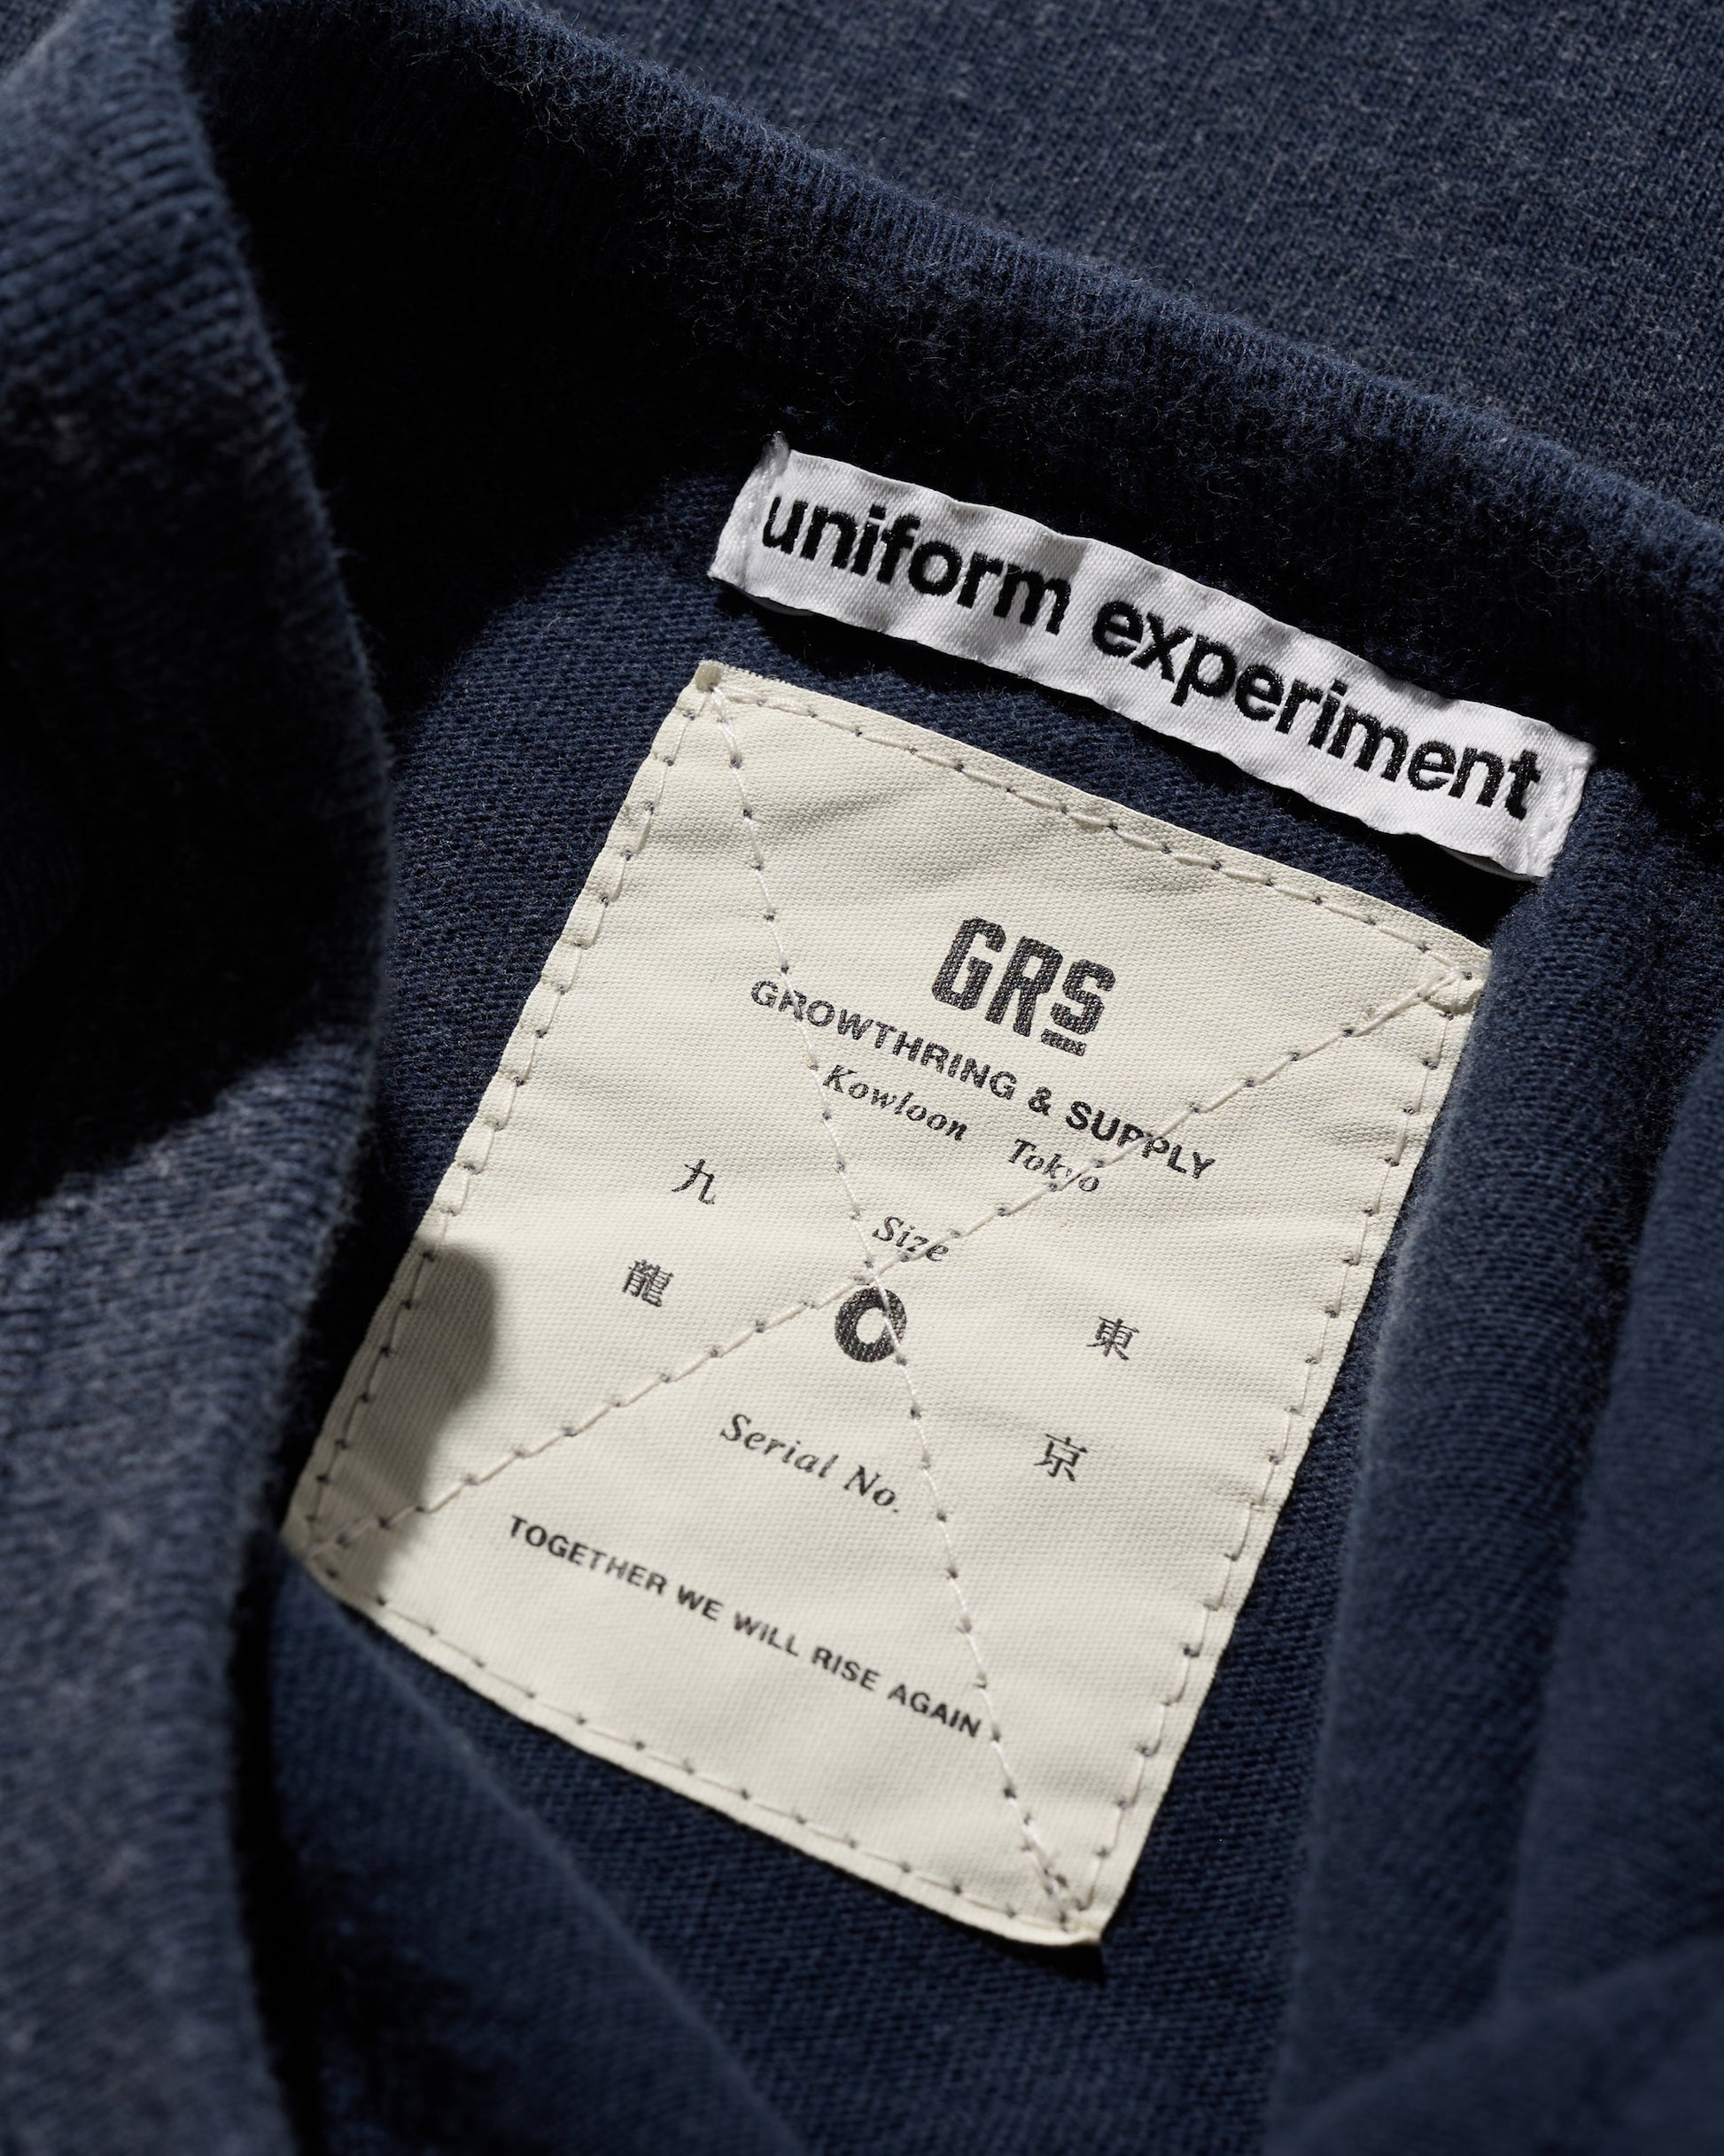 uniform experiment
GRS
GROWTHRING & SUPPLY
Kowloon Tokyo
九龍
Size
O
東京
Serial No.
TOGETHER WE WILL RISE AGAIN